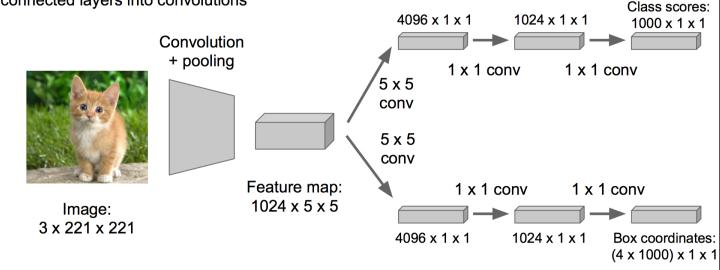 connected layers into convolutions
Convolution
+ pooling
Image:
3 x 221 x 221
Feature map:
1024 x 5 x 5
5 x 5
conv
5 x 5
conv
4096 x 1 x 1
1024 x 1 x 1
Class scores:
1000 x 1 x 1
1 x 1 conv
1 x 1 conv
1 x 1 conv
1 x 1 conv
4096 x 1 x 1
1024 x 1 x 1
Box coordinates:
(4 x 1000) x 1 x 1